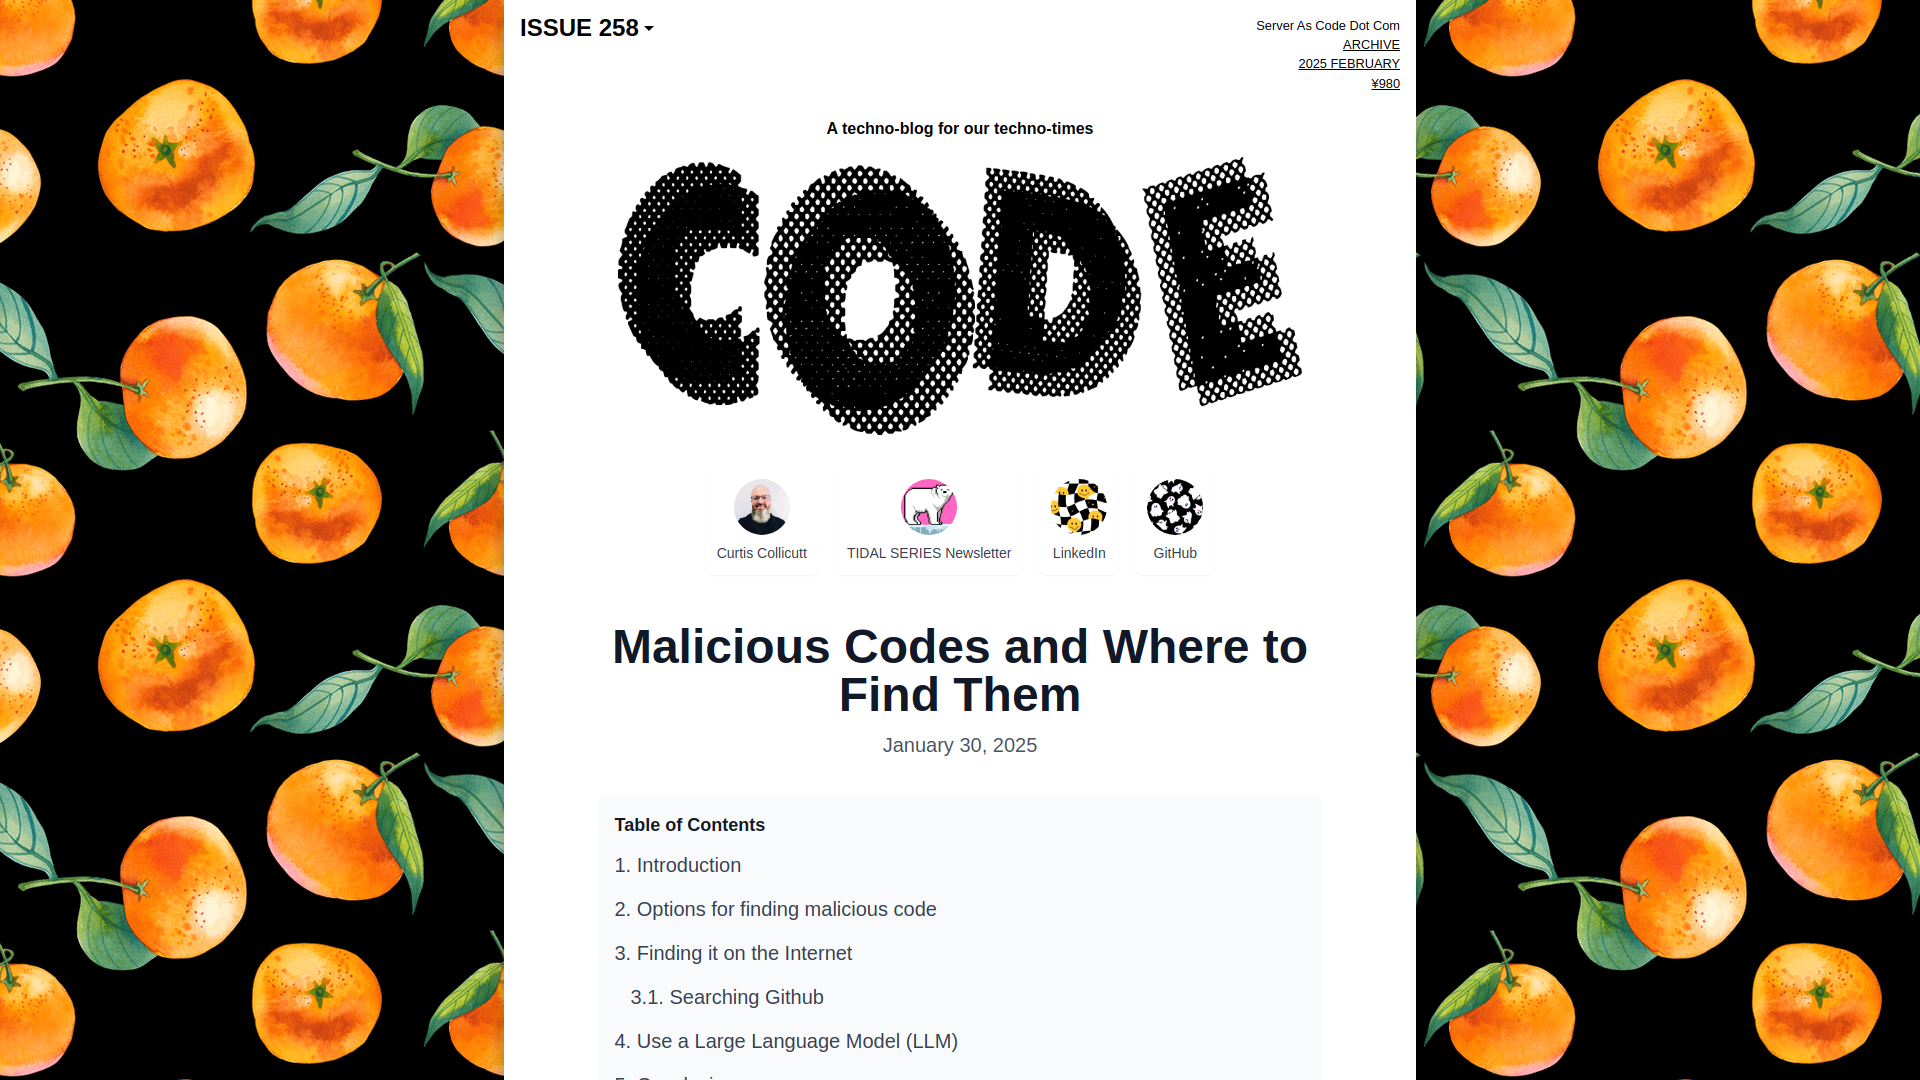 ISSUE 258
Server As Code Dot Com
ARCHIVE
2025 FEBRUARY
¥980
A techno-blog for our techno-times
CODE
Curtis Collicutt
TIDAL SERIES Newsletter
LinkedIn
GitHub
Malicious Codes and Where to
Find Them
January 30, 2025
Table of Contents
1. Introduction
2. Options for finding malicious code
3. Finding it on the Internet
3.1. Searching Github
4. Use a Large Language Model (LLM)